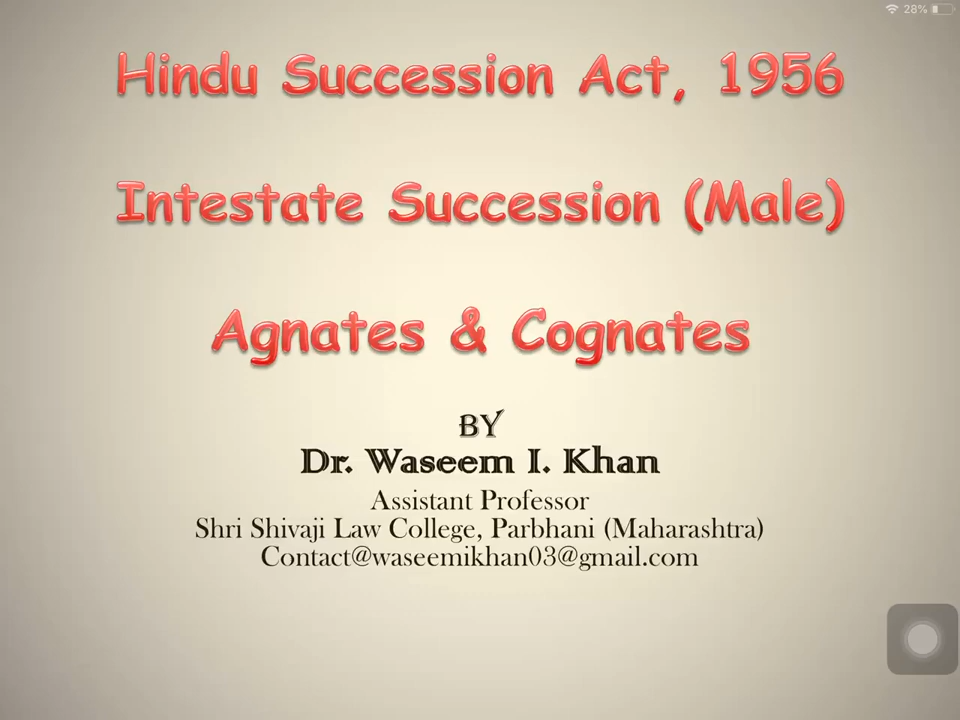 28%
Hindu Succession Act, 1956
Intestate Succession (Male)
Agnates & Cognates
BY
Dr. Waseem I. Khan
Assistant Professor
Shri Shivaji Law College, Parbhani (Maharashtra)
Contact@waseemikhan03@gmail.com